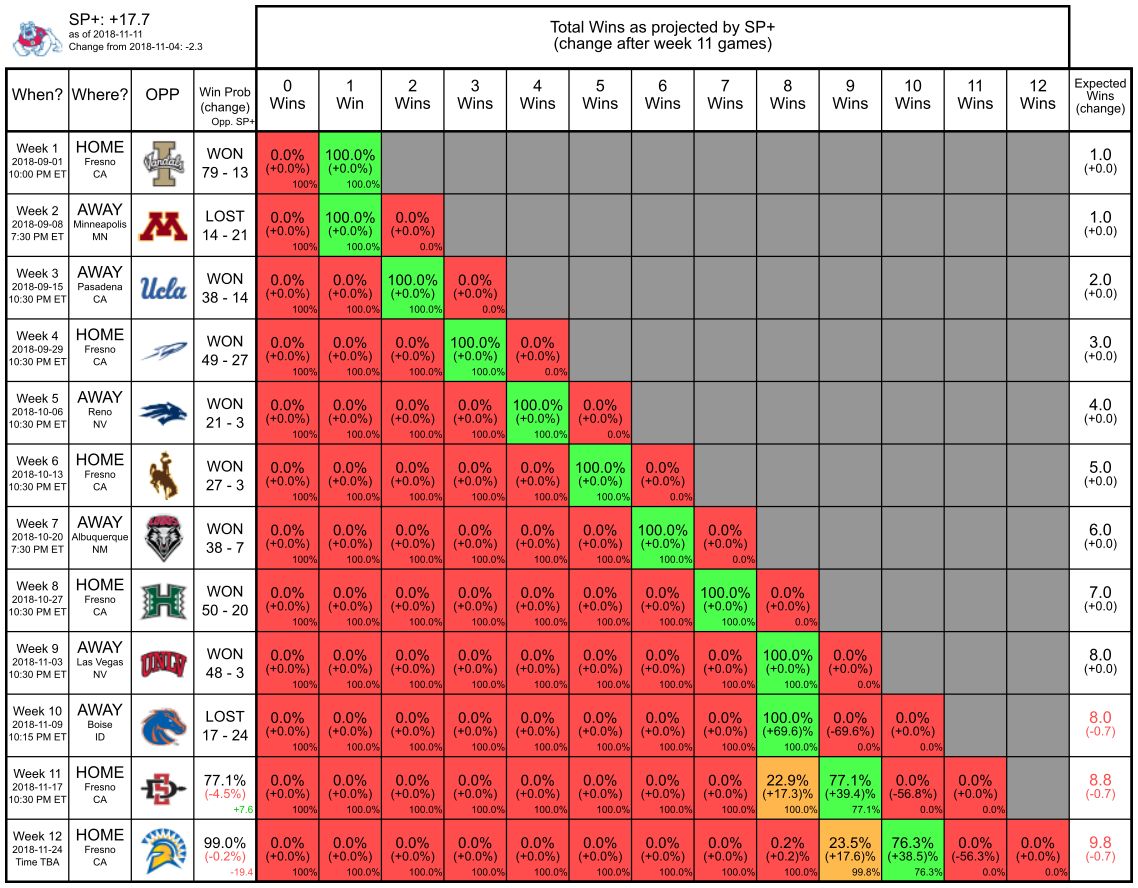 SP+: +17.7
as of 2018-11-11
Change from 2018-11-04: -2.3
Total Wins as projected by SP+
(change after week 11 games)
When? Where? OPP Win Prob (change) Opp. SP+ 0 Wins 1 Win 2 Wins 3 Wins 4 Wins 5 Wins 6 Wins 7 Wins 8 Wins 9 Wins 10 Wins 11 Wins 12 Wins Expected Wins (change)
Week 1 HOME WON 0.0% 100.0% 1.0
2018-09-01 Fresno Vandals 79 - 13 (+0.0%) (+0.0%) (+0.0)
10:00 PM ET CA 100% 100.0%
Week 2 AWAY LOST 0.0% 100.0% 0.0% 1.0
2018-09-08 Minneapolis M 14 - 21 (+0.0%) (+0.0%) (+0.0%) (+0.0)
7:30 PM ET MN 100% 100.0% 0.0%
Week 3 AWAY WON 0.0% 0.0% 100.0% 0.0% 2.0
2018-09-15 Pasadena Ucla 38 - 14 (+0.0%) (+0.0%) (+0.0%) (+0.0%) (+0.0)
10:30 PM ET CA 100% 100.0% 100.0% 0.0%
Week 4 HOME WON 0.0% 0.0% 0.0% 100.0% 0.0% 3.0
2018-09-29 Fresno 49 - 27 (+0.0%) (+0.0%) (+0.0%) (+0.0%) (+0.0%) (+0.0)
10:30 PM ET CA 100% 100.0% 100.0% 100.0% 0.0%
Week 5 AWAY WON 0.0% 0.0% 0.0% 0.0% 100.0% 0.0% 4.0
2018-10-06 Reno 21 - 3 (+0.0%) (+0.0%) (+0.0%) (+0.0%) (+0.0%) (+0.0%) (+0.0)
10:30 PM ET NV 100% 100.0% 100.0% 100.0% 100.0% 0.0%
Week 6 HOME WON 0.0% 0.0% 0.0% 0.0% 0.0% 100.0% 0.0% 5.0
2018-10-13 Fresno 27 - 3 (+0.0%) (+0.0%) (+0.0%) (+0.0%) (+0.0%) (+0.0%) (+0.0%) (+0.0)
10:30 PM ET CA 100% 100.0% 100.0% 100.0% 100.0% 100.0% 0.0%
Week 7 AWAY WON 0.0% 0.0% 0.0% 0.0% 0.0% 0.0% 100.0% 0.0% 6.0
2018-10-20 Albuquerque 38 - 7 (+0.0%) (+0.0%) (+0.0%) (+0.0%) (+0.0%) (+0.0%) (+0.0%) (+0.0%) (+0.0)
7:30 PM ET NM 100% 100.0% 100.0% 100.0% 100.0% 100.0% 100.0% 0.0%
Week 8 HOME WON 0.0% 0.0% 0.0% 0.0% 0.0% 0.0% 0.0% 100.0% 0.0% 7.0
2018-10-27 Fresno H 50 - 20 (+0.0%) (+0.0%) (+0.0%) (+0.0%) (+0.0%) (+0.0%) (+0.0%) (+0.0%) (+0.0%) (+0.0)
10:30 PM ET CA 100% 100.0% 100.0% 100.0% 100.0% 100.0% 100.0% 100.0% 0.0%
Week 9 AWAY WON 0.0% 0.0% 0.0% 0.0% 0.0% 0.0% 0.0% 0.0% 100.0% 0.0% 8.0
2018-11-03 Las Vegas UNLV 48 - 3 (+0.0%) (+0.0%) (+0.0%) (+0.0%) (+0.0%) (+0.0%) (+0.0%) (+0.0%) (+0.0%) (+0.0%) (+0.0)
10:30 PM ET NV 100% 100.0% 100.0% 100.0% 100.0% 100.0% 100.0% 100.0% 100.0% 0.0%
Week 10 AWAY LOST 0.0% 0.0% 0.0% 0.0% 0.0% 0.0% 0.0% 0.0% 100.0% 0.0% 0.0% 8.0
2018-11-09 Boise 17 - 24 (+0.0%) (+0.0%) (+0.0%) (+0.0%) (+0.0%) (+0.0%) (+0.0%) (+0.0%) (+69.6)% (-69.6%) (+0.0%) (-0.7)
10:15 PM ET ID 100% 100.0% 100.0% 100.0% 100.0% 100.0% 100.0% 100.0% 100.0% 0.0% 0.0%
Week 11 HOME 77.1% 0.0% 0.0% 0.0% 0.0% 0.0% 0.0% 0.0% 0.0% 22.9% 77.1% 0.0% 0.0% 8.8
2018-11-17 Fresno SD (-4.5%) (+0.0%) (+0.0%) (+0.0%) (+0.0%) (+0.0%) (+0.0%) (+0.0%) (+0.0%) (+17.3)% (+39.4)% (-56.8%) (+0.0%) (-0.7)
10:30 PM ET CA +7.6 100% 100.0% 100.0% 100.0% 100.0% 100.0% 100.0% 100.0% 100.0% 77.1% 0.0% 0.0%
Week 12 HOME 99.0% 0.0% 0.0% 0.0% 0.0% 0.0% 0.0% 0.0% 0.0% 0.2% 23.5% 76.3% 0.0% 0.0% 9.8
2018-11-24 Fresno (-0.2%) (+0.0%) (+0.0%) (+0.0%) (+0.0%) (+0.0%) (+0.0%) (+0.0%) (+0.0%) (+0.2)% (+17.6)% (+38.5)% (-56.3%) (+0.0%) (-0.7)
Time TBA CA -19.4 100% 100.0% 100.0% 100.0% 100.0% 100.0% 100.0% 100.0% 100.0% 99.8% 76.3% 0.0% 0.0%